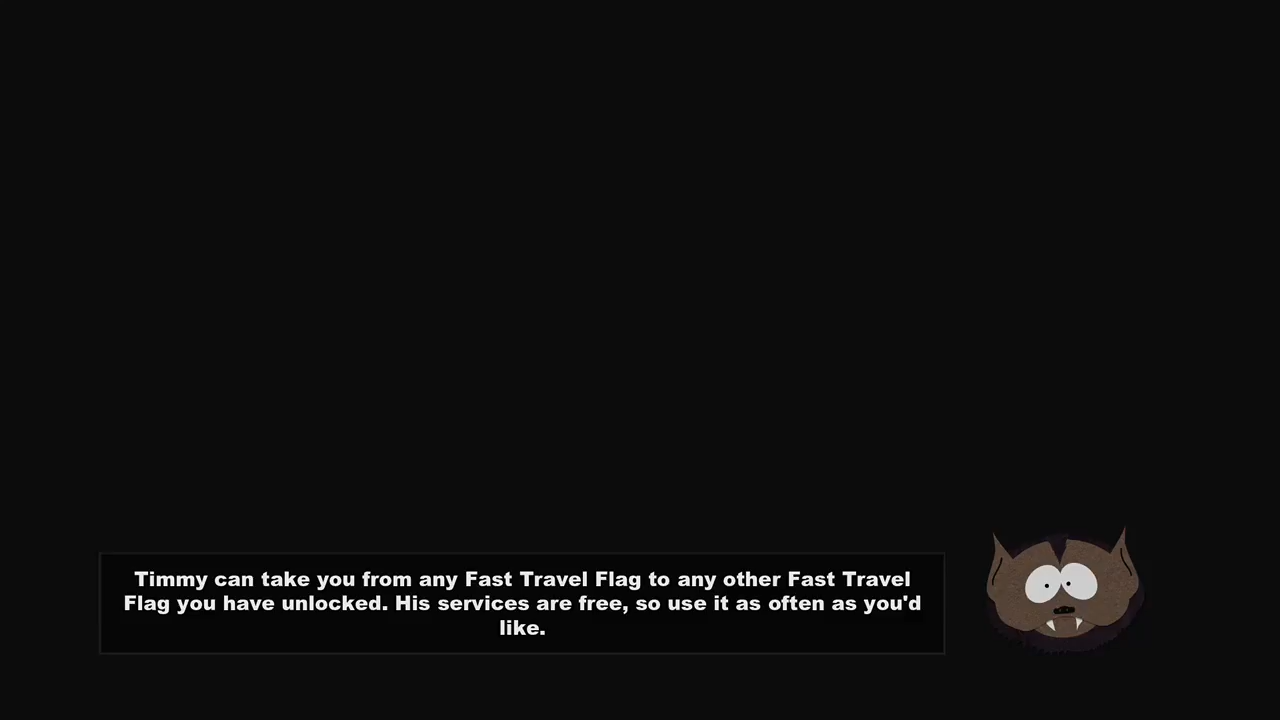 Timmy can take you from any Fast Travel Flag to any other Fast Travel
Flag you have unlocked. His services are free, so use it as often as you'd
like.